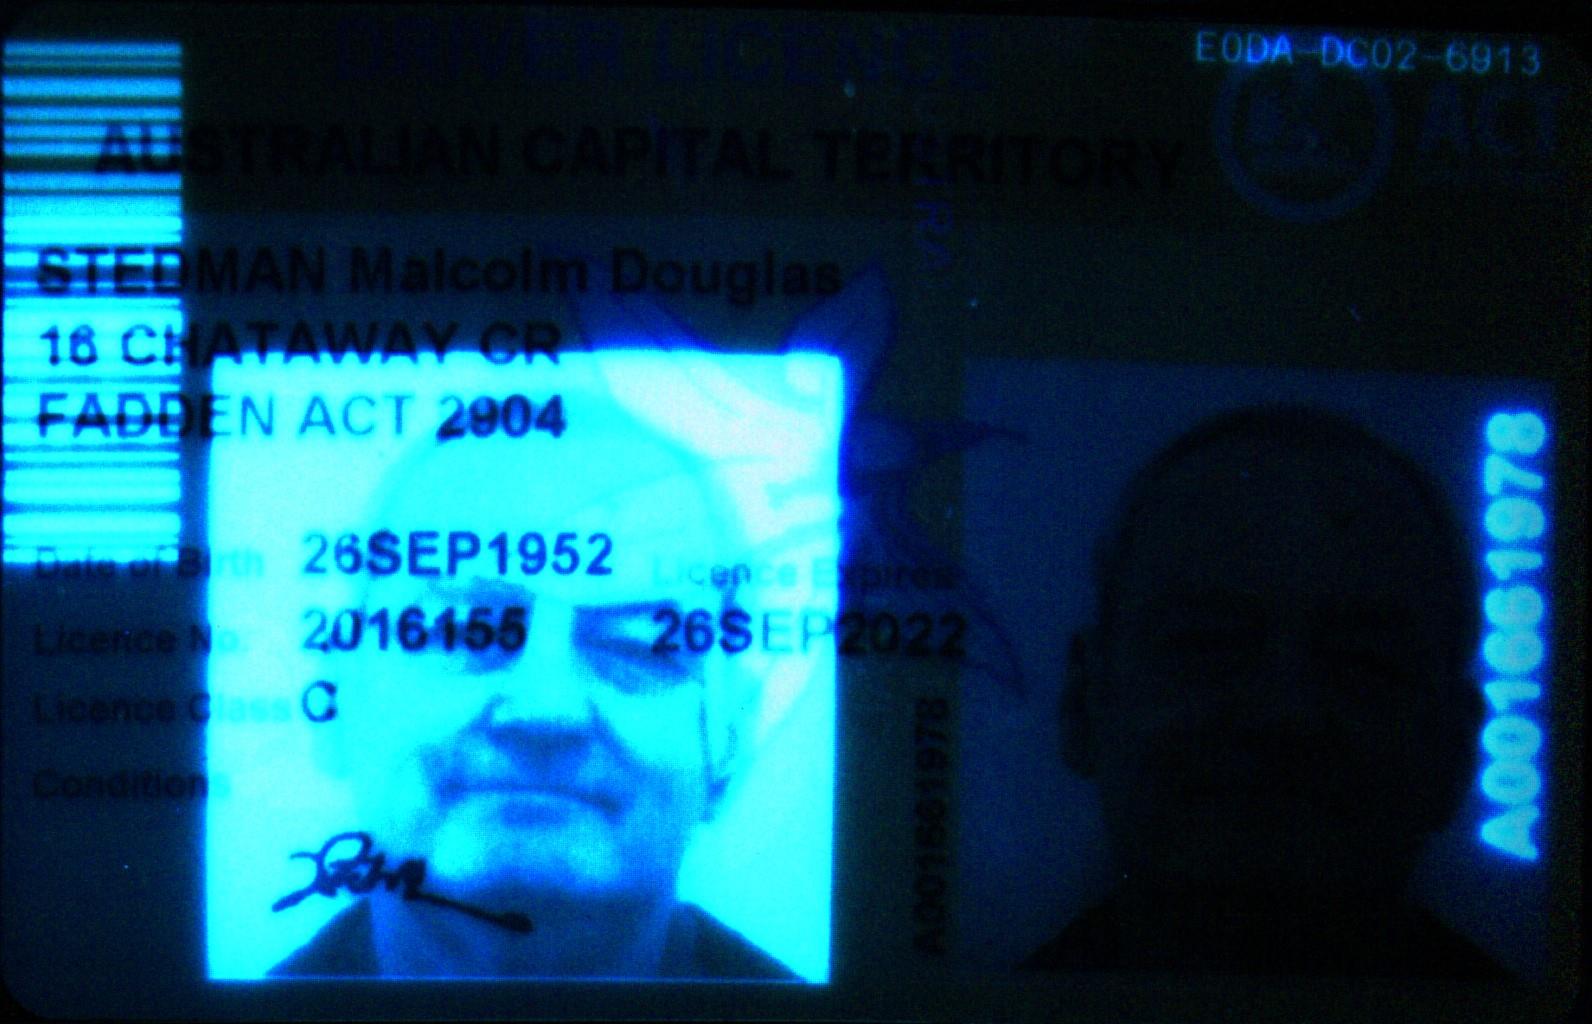 DRIVER LICENCE
E0DA-DC02-6913
ACT
AUSTRALIAN CAPITAL TERRITORY
STEDMAN Malcolm Douglas
16 CHATAWAY CR
FADDEN ACT 2904
Date of Birth 26SEP1952 Licence Expires
Licence No. 2016155 26SEP2022
Licence Class C
Conditions
A001661978
A001661978